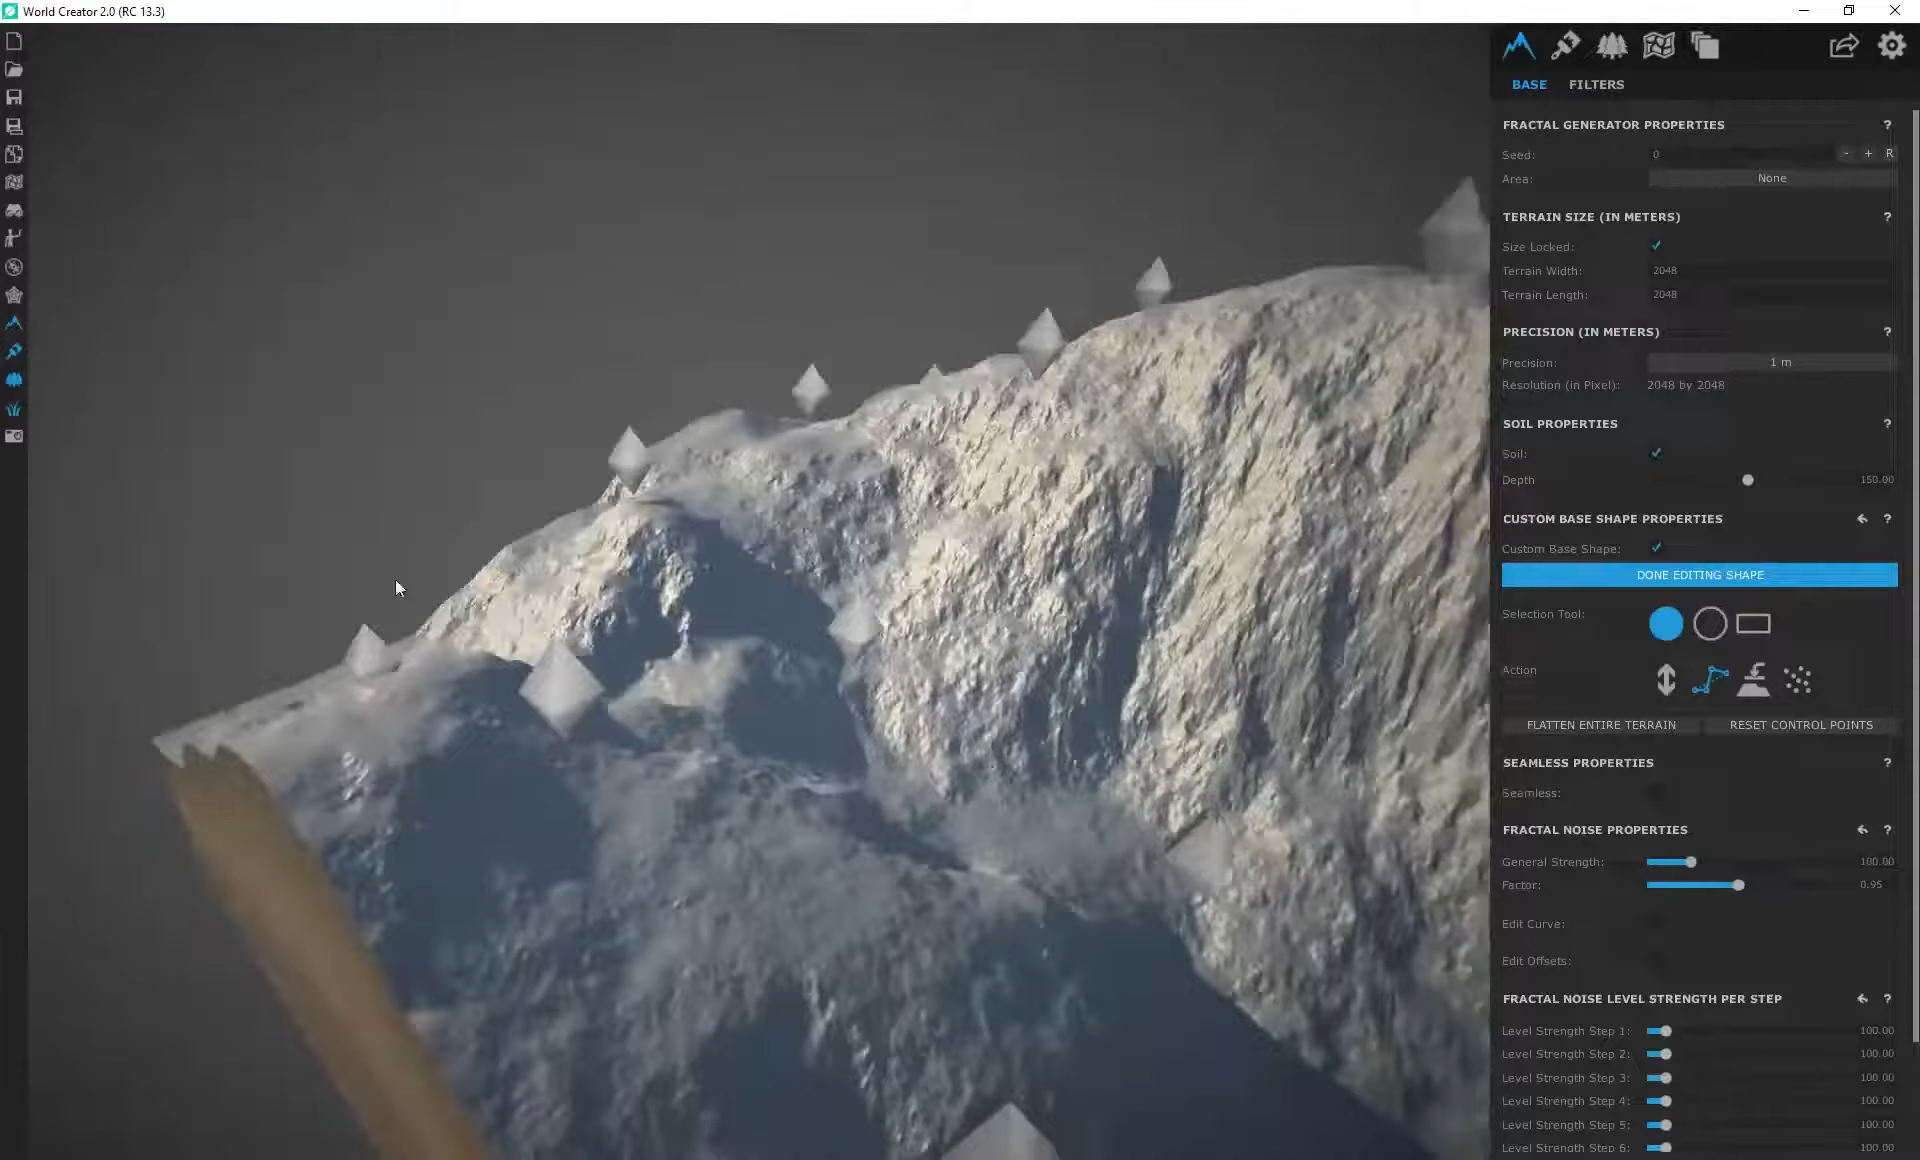 World Creator 2.0 (RC 13.3)
BASE FILTERS
FRACTAL GENERATOR PROPERTIES ?
Seed: 0 - + R
Area: None
TERRAIN SIZE (IN METERS) ?
Size Locked:
Terrain Width: 2048
Terrain Length: 2048
PRECISION (IN METERS) ?
Precision: 1 m
Resolution (in Pixel): 2048 by 2048
SOIL PROPERTIES ?
Soil:
Depth 150.00
CUSTOM BASE SHAPE PROPERTIES ?
Custom Base Shape:
DONE EDITING SHAPE
Selection Tool:
Action
FLATTEN ENTIRE TERRAIN RESET CONTROL POINTS
SEAMLESS PROPERTIES ?
Seamless:
FRACTAL NOISE PROPERTIES ?
General Strength: 100.00
Factor: 0.95
Edit Curve:
Edit Offsets:
FRACTAL NOISE LEVEL STRENGTH PER STEP ?
Level Strength Step 1: 100.00
Level Strength Step 2: 100.00
Level Strength Step 3: 100.00
Level Strength Step 4: 100.00
Level Strength Step 5: 100.00
Level Strength Step 6: 100.00